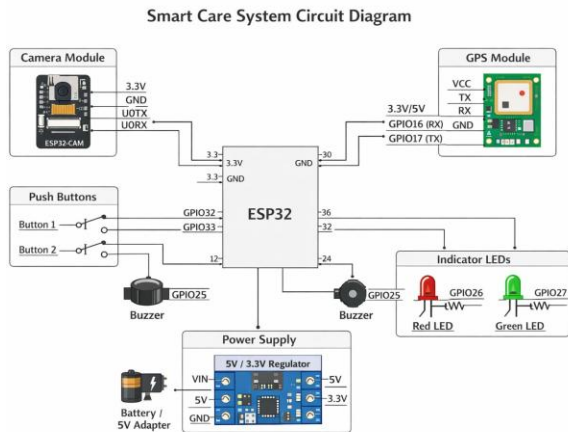 Smart Care System Circuit Diagram
Camera Module
3.3V
GND
U0TX
U0RX
ESP32-CAM
GPS Module
VCC
TX
RX
GND
3.3V/5V
GPIO16 (RX)
GPIO17 (TX)
3.3
3.3V
3.3
GND
30
GND
ESP32
36
32
12
24
Push Buttons
Button 1
Button 2
GPIO32
GPIO33
GPIO25
Buzzer
GPIO25
Buzzer
Indicator LEDs
GPIO26
GPIO27
Red LED
Green LED
Power Supply
5V / 3.3V Regulator
VIN
5V
GND
5V
3.3V
Battery /
5V Adapter